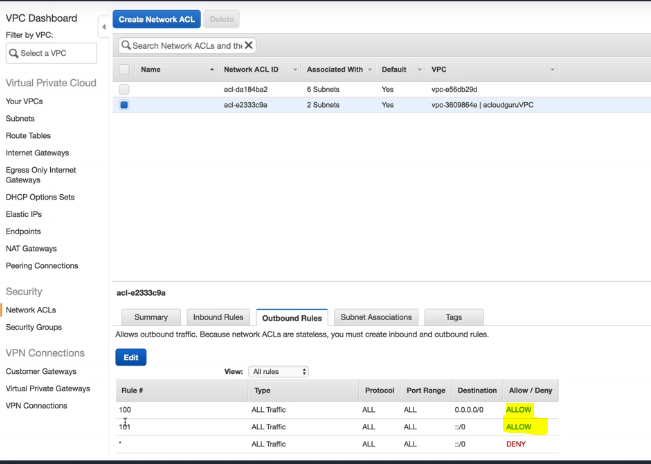 VPC Dashboard
Filter by VPC:
Select a VPC
Virtual Private Cloud
Your VPCs
Subnets
Route Tables
Internet Gateways
Egress Only Internet
Gateways
DHCP Options Sets
Elastic IPs
Endpoints
NAT Gateways
Peering Connections
Security
Network ACLs
Security Groups
VPN Connections
Customer Gateways
Virtual Private Gateways
VPN Connections
Create Network ACL Delete
Search Network ACLs and the X
Name Network ACL ID Associated With Default VPC
acl-da184ba2 6 Subnets Yes vpc-e56db29d
acl-e2333c9a 2 Subnets Yes vpc-3609864e | acloudguruVPC
acl-e2333c9a
Summary Inbound Rules Outbound Rules Subnet Associations Tags
Allows outbound traffic. Because network ACLs are stateless, you must create inbound and outbound rules.
Edit
View: All rules
Rule # Type Protocol Port Range Destination Allow / Deny
100 ALL Traffic ALL ALL 0.0.0.0/0 ALLOW
101 ALL Traffic ALL ALL ::/0 ALLOW
* ALL Traffic ALL ALL ::/0 DENY